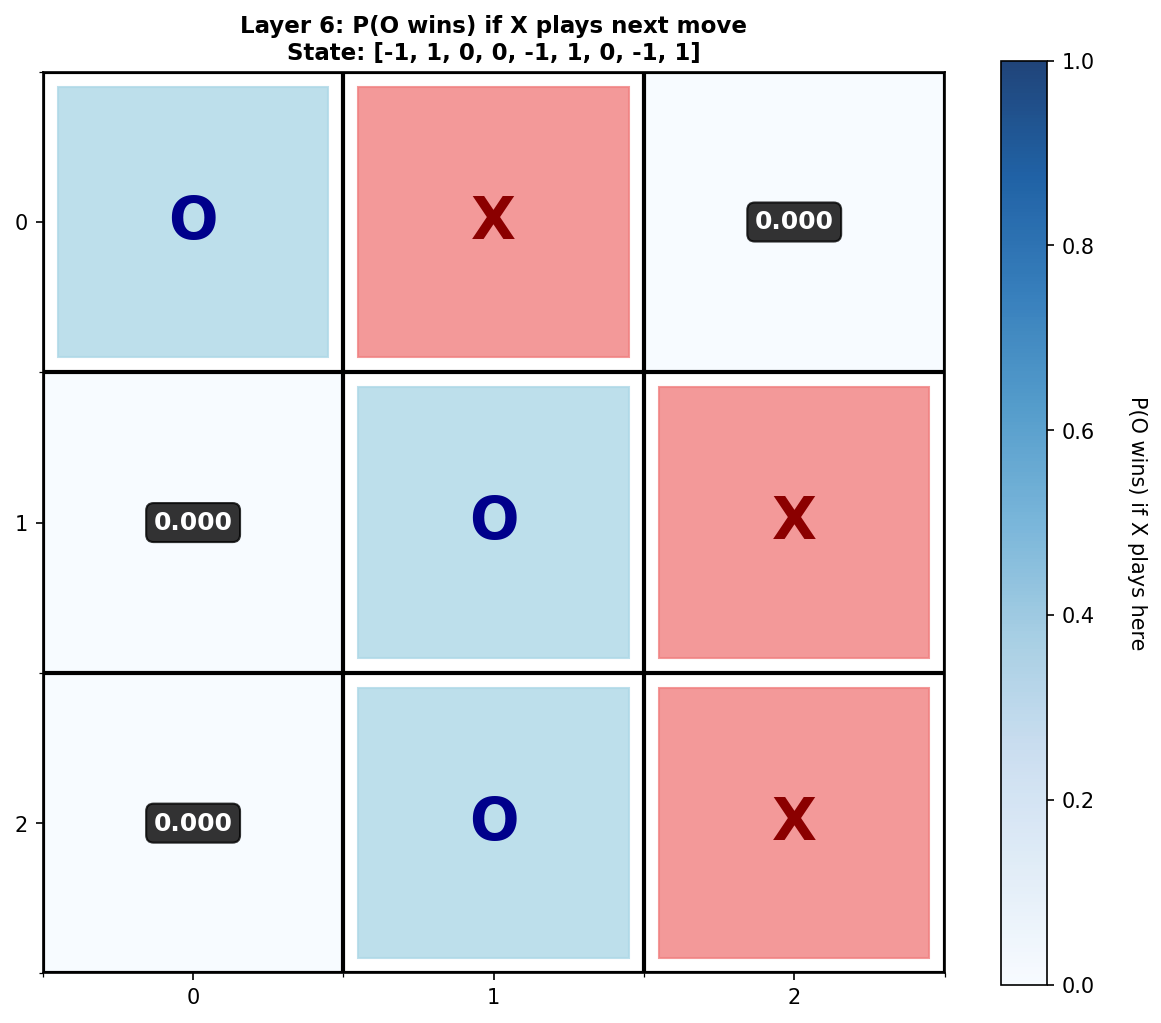 Layer 6: P(O wins) if X plays next move
State: [-1, 1, 0, 0, -1, 1, 0, -1, 1]
O X 0.000
0.000 O X
0.000 O X
0
1
2
0 1 2
1.0
0.8
0.6
0.4
0.2
0.0
P(O wins) if X plays here